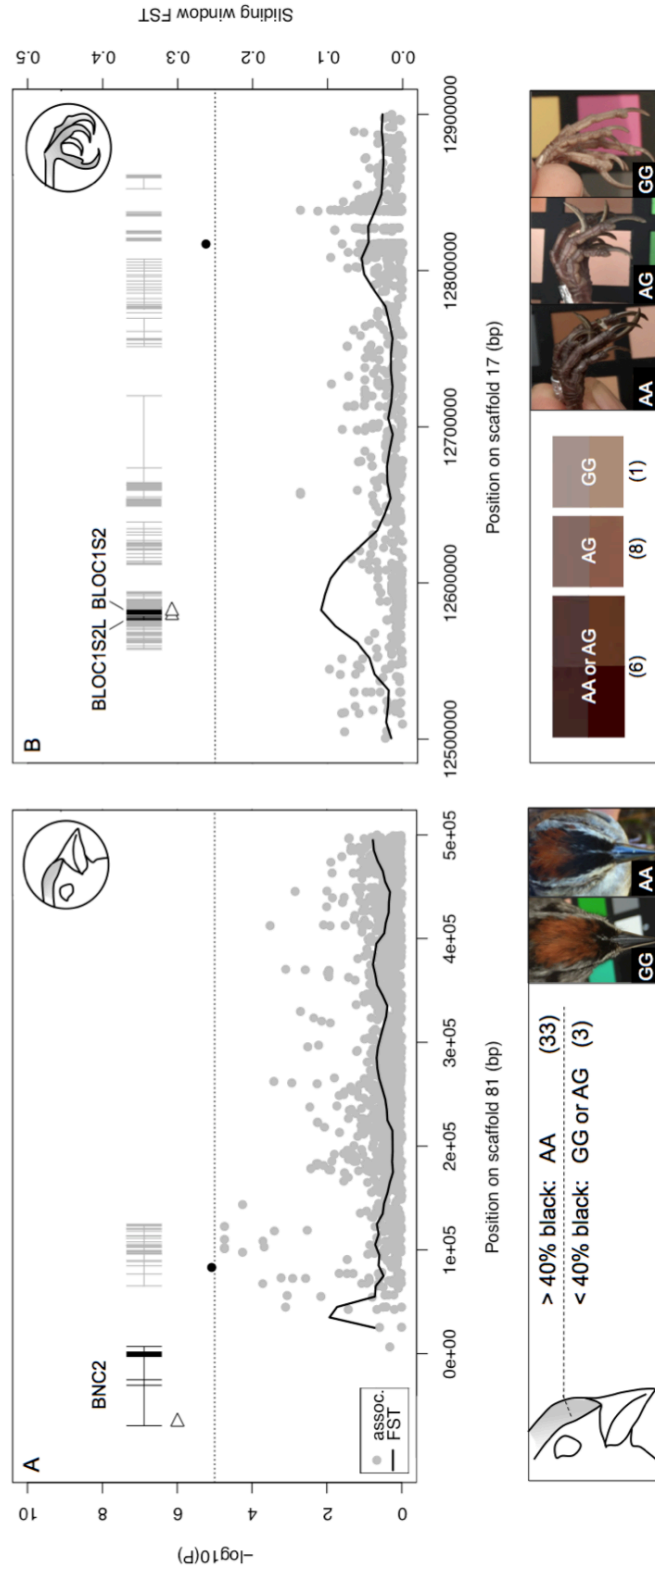 A
BNC2
10
8
6
4
2
0
−log10(P)
assoc.
FST
0e+00
1e+05
2e+05
3e+05
4e+05
5e+05
Position on scaffold 81 (bp)
B
BLOC1S2L
BLOC1S2
0.5
0.4
0.3
0.2
0.1
0.0
Sliding window FST
12500000
12600000
12700000
12800000
12900000
Position on scaffold 17 (bp)
> 40% black: AA (33)
< 40% black: GG or AG (3)
GG
AA
AA or AG
AG
GG
(6)
(8)
(1)
AA
AG
GG